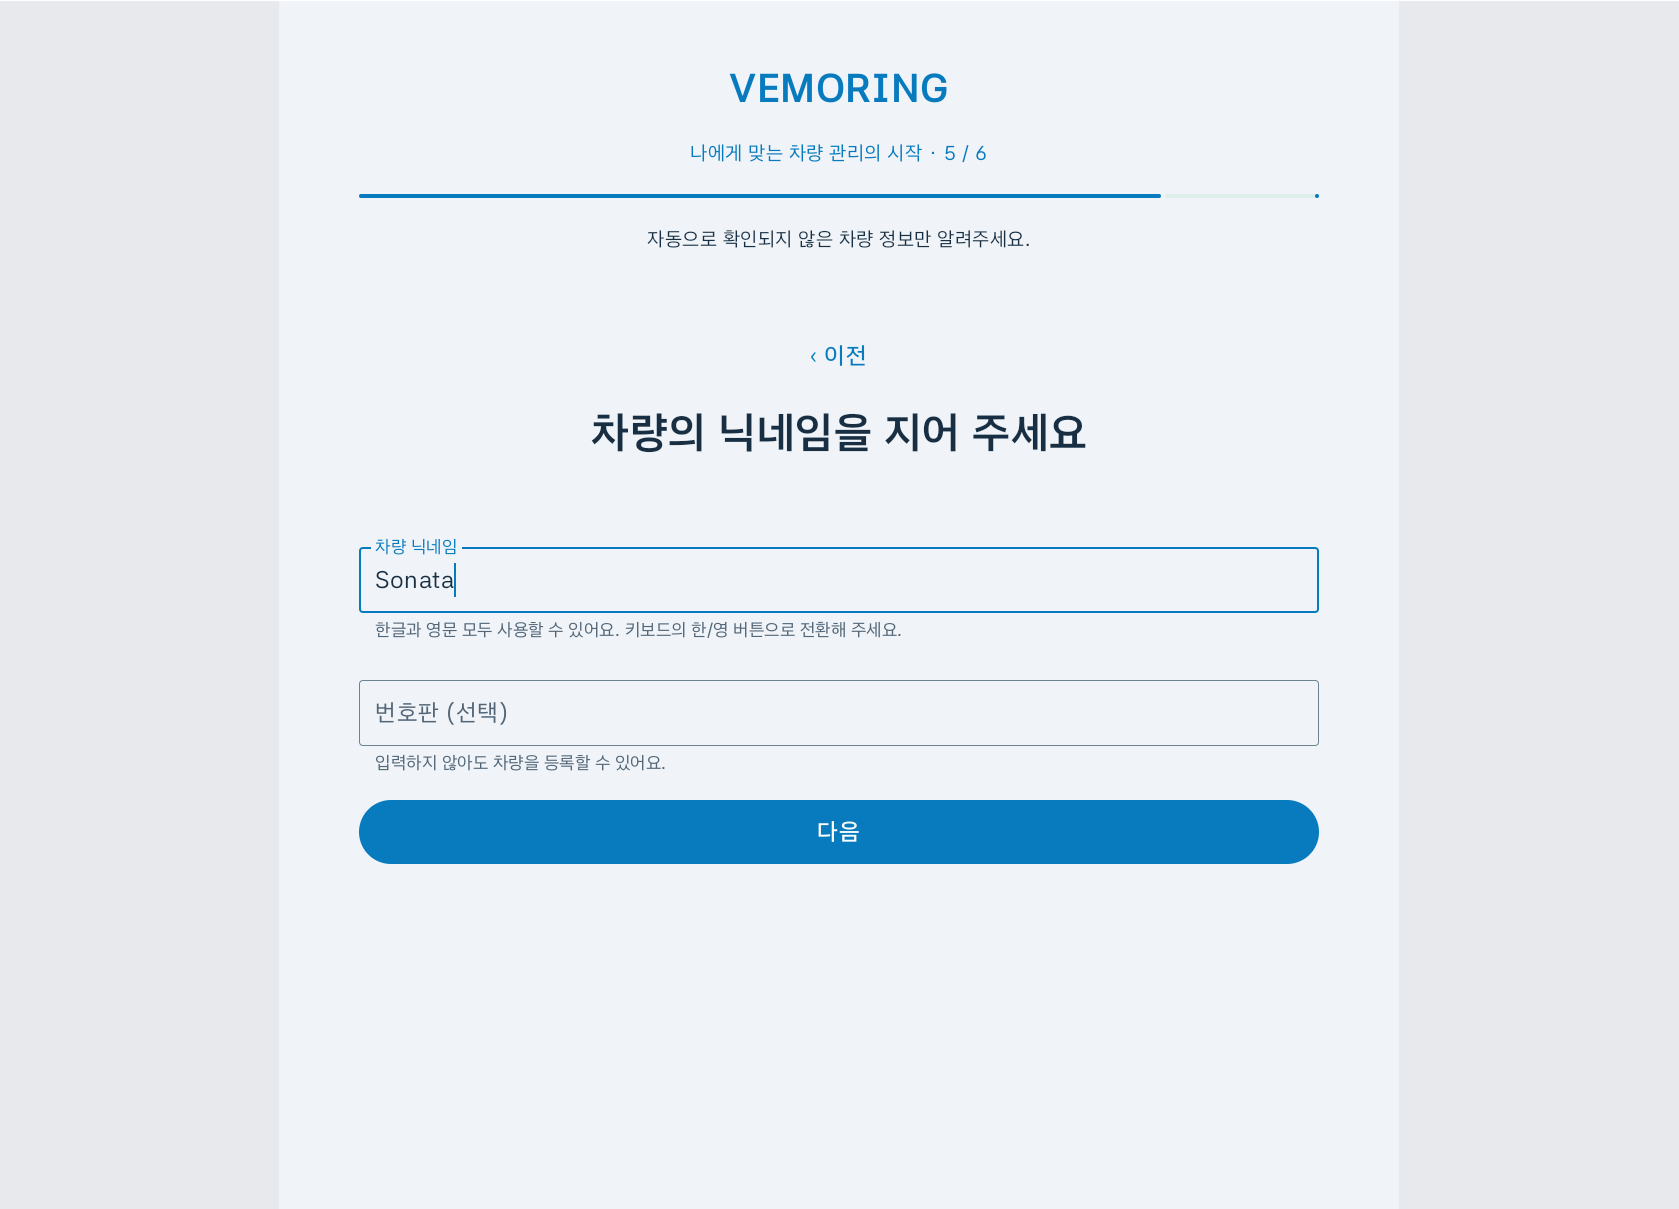 VEMORING
나에게 맞는 차량 관리의 시작 · 5 / 6
자동으로 확인되지 않은 차량 정보만 알려주세요.
‹ 이전
차량의 닉네임을 지어 주세요
차량 닉네임
Sonata
한글과 영문 모두 사용할 수 있어요. 키보드의 한/영 버튼으로 전환해 주세요.
번호판 (선택)
입력하지 않아도 차량을 등록할 수 있어요.
다음